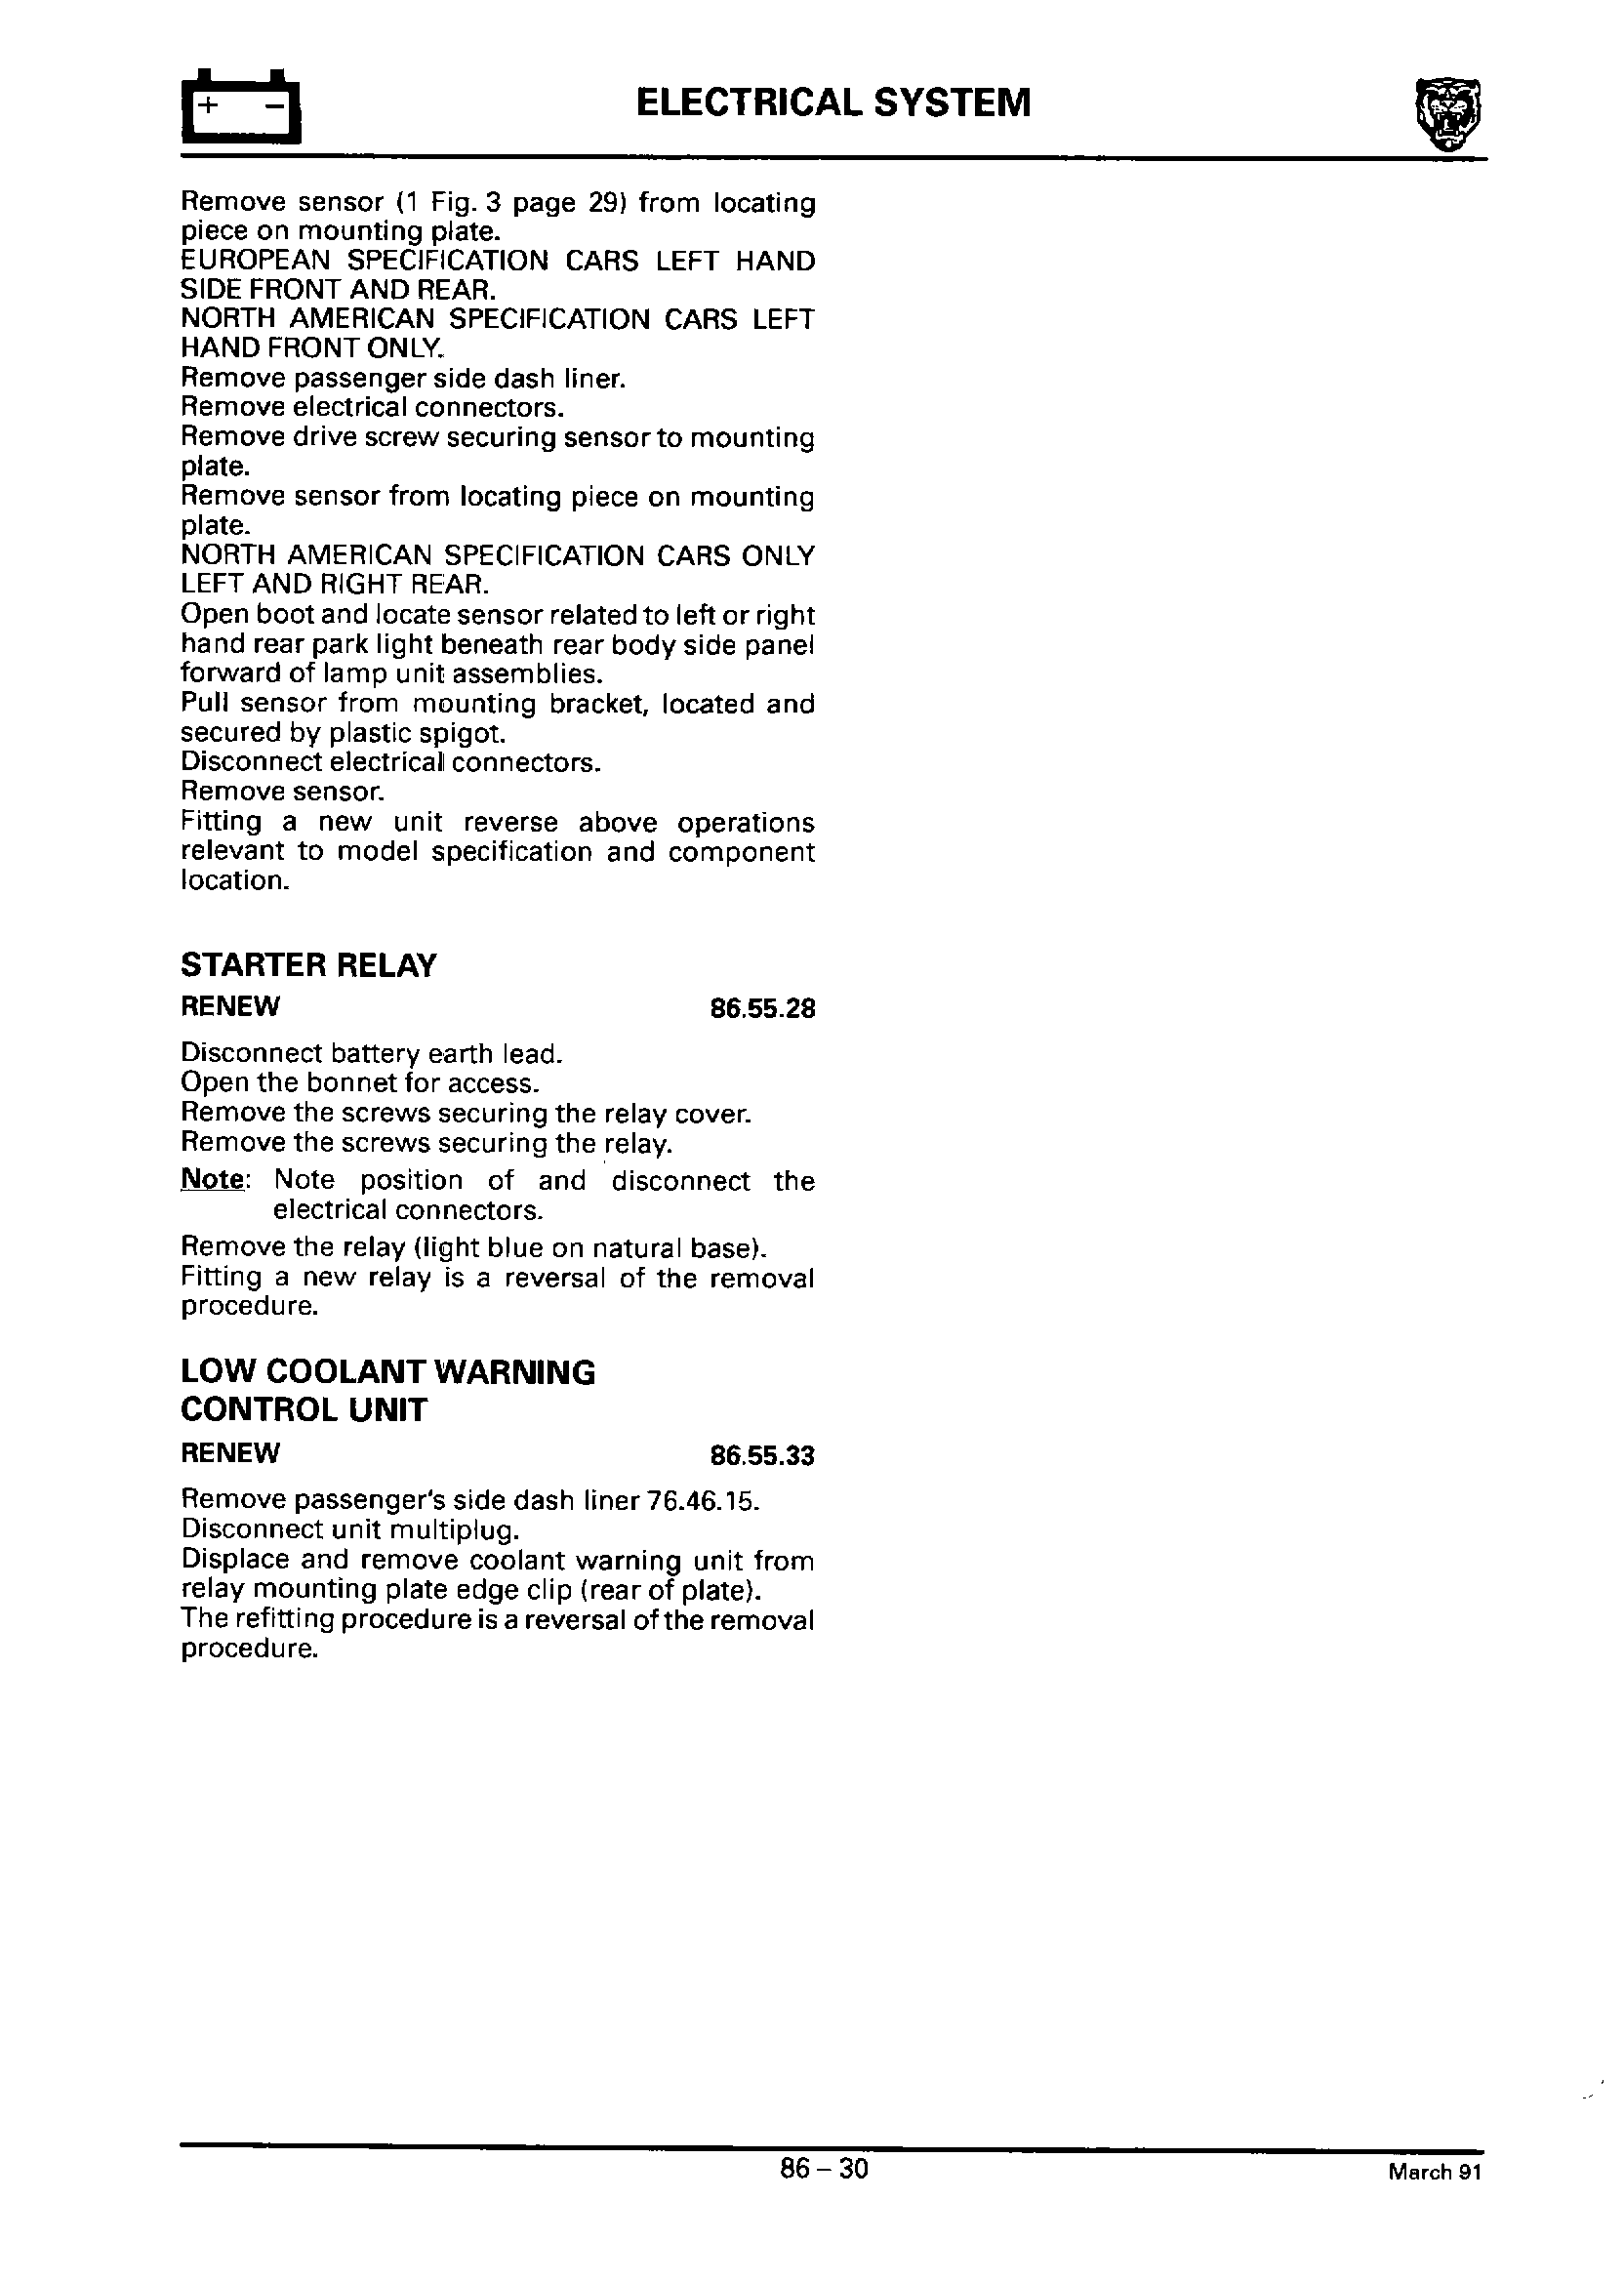 + −
ELECTRICAL SYSTEM
Remove sensor (1 Fig. 3 page 29) from locating
piece on mounting plate.
EUROPEAN SPECIFICATION CARS LEFT HAND
SIDE FRONT AND REAR.
NORTH AMERICAN SPECIFICATION CARS LEFT
HAND FRONT ONLY.
Remove passenger side dash liner.
Remove electrical connectors.
Remove drive screw securing sensor to mounting
plate.
Remove sensor from locating piece on mounting
plate.
NORTH AMERICAN SPECIFICATION CARS ONLY
LEFT AND RIGHT REAR.
Open boot and locate sensor related to left or right
hand rear park light beneath rear body side panel
forward of lamp unit assemblies.
Pull sensor from mounting bracket, located and
secured by plastic spigot.
Disconnect electrical connectors.
Remove sensor.
Fitting a new unit reverse above operations
relevant to model specification and component
location.
STARTER RELAY
RENEW 86.55.28
Disconnect battery earth lead.
Open the bonnet for access.
Remove the screws securing the relay cover.
Remove the screws securing the relay.
Note: Note position of and disconnect the
electrical connectors.
Remove the relay (light blue on natural base).
Fitting a new relay is a reversal of the removal
procedure.
LOW COOLANT WARNING
CONTROL UNIT
RENEW 86.55.33
Remove passenger's side dash liner 76.46.15.
Disconnect unit multiplug.
Displace and remove coolant warning unit from
relay mounting plate edge clip (rear of plate).
The refitting procedure is a reversal of the removal
procedure.
86 – 30
March 91